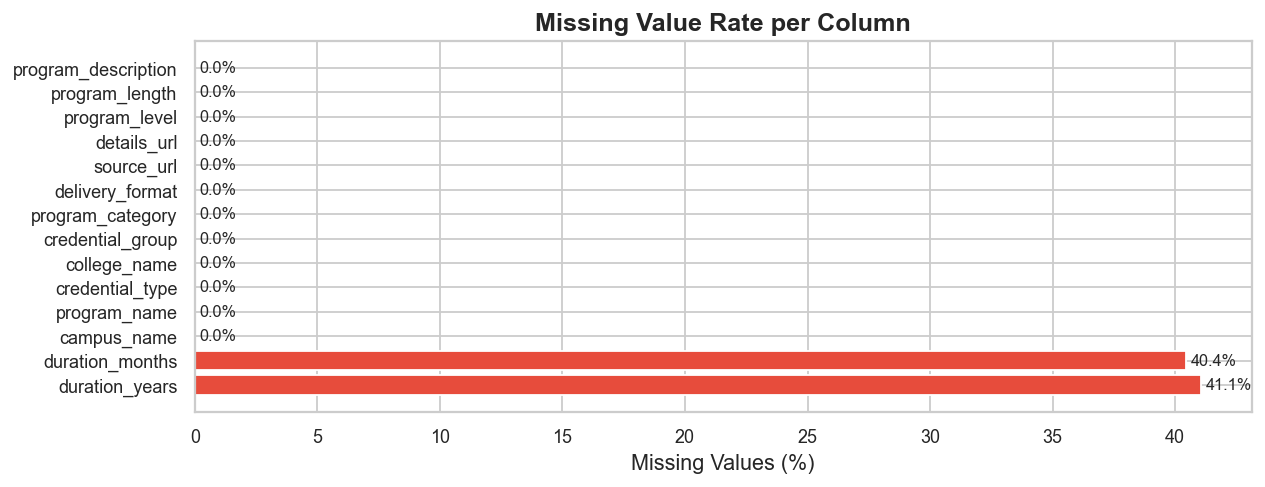 Missing Value Rate per Column
program_description 0.0%
program_length 0.0%
program_level 0.0%
details_url 0.0%
source_url 0.0%
delivery_format 0.0%
program_category 0.0%
credential_group 0.0%
college_name 0.0%
credential_type 0.0%
program_name 0.0%
campus_name 0.0%
duration_months 40.4%
duration_years 41.1%
0 5 10 15 20 25 30 35 40
Missing Values (%)